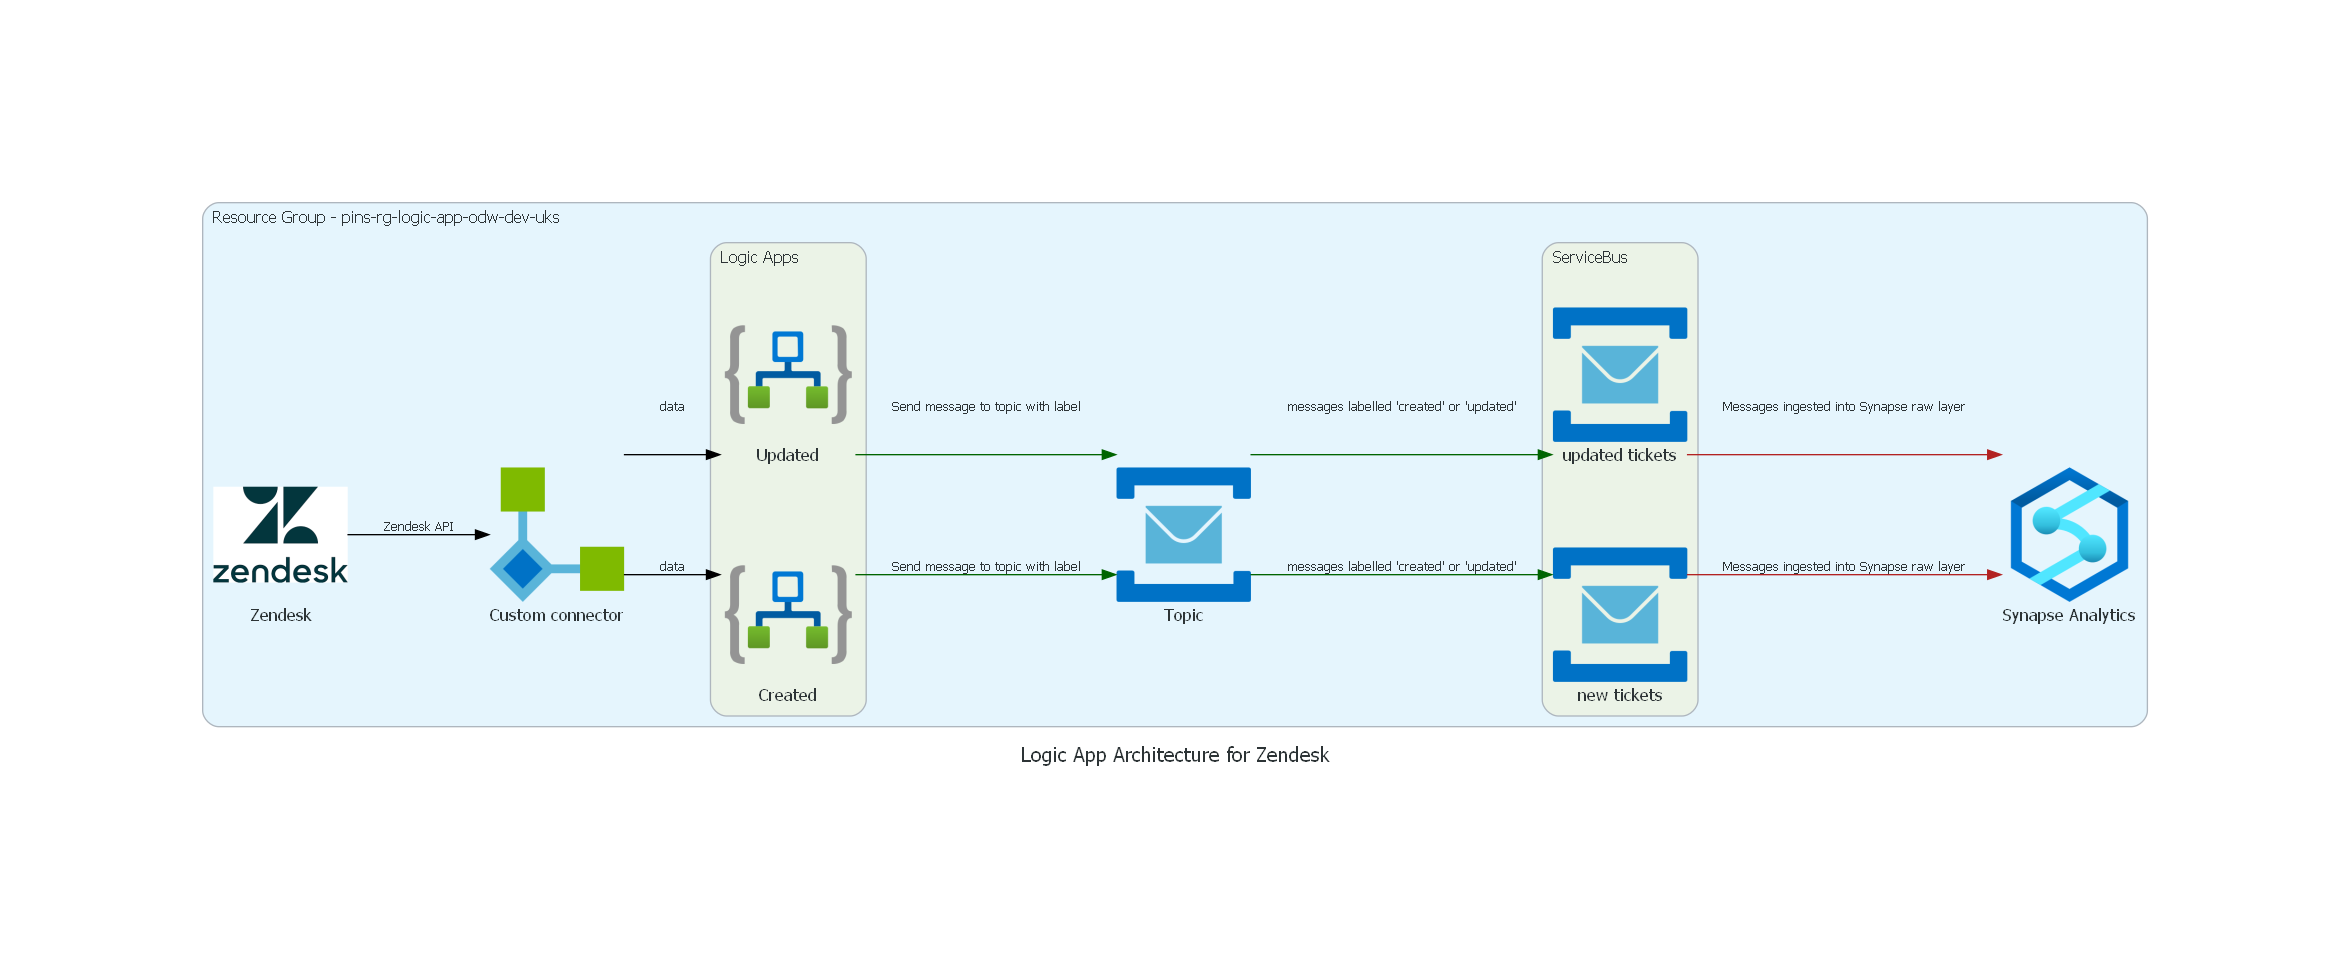 Resource Group - pins-rg-logic-app-odw-dev-uks
Logic Apps
ServiceBus
data
Send message to topic with label
messages labelled 'created' or 'updated'
Messages ingested into Synapse raw layer
Updated
updated tickets
Zendesk API
zendesk
data
Send message to topic with label
messages labelled 'created' or 'updated'
Messages ingested into Synapse raw layer
Zendesk
Custom connector
Topic
Synapse Analytics
Created
new tickets
Logic App Architecture for Zendesk